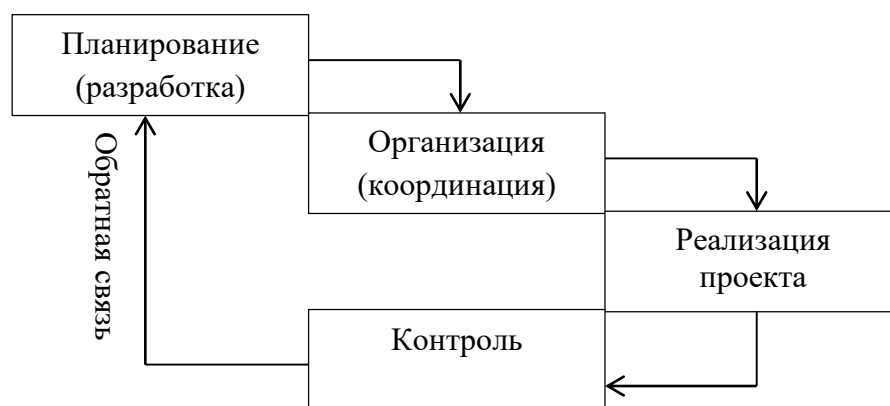 Планирование
(разработка)
Организация
(координация)
Реализация
проекта
Контроль
Обратная связь